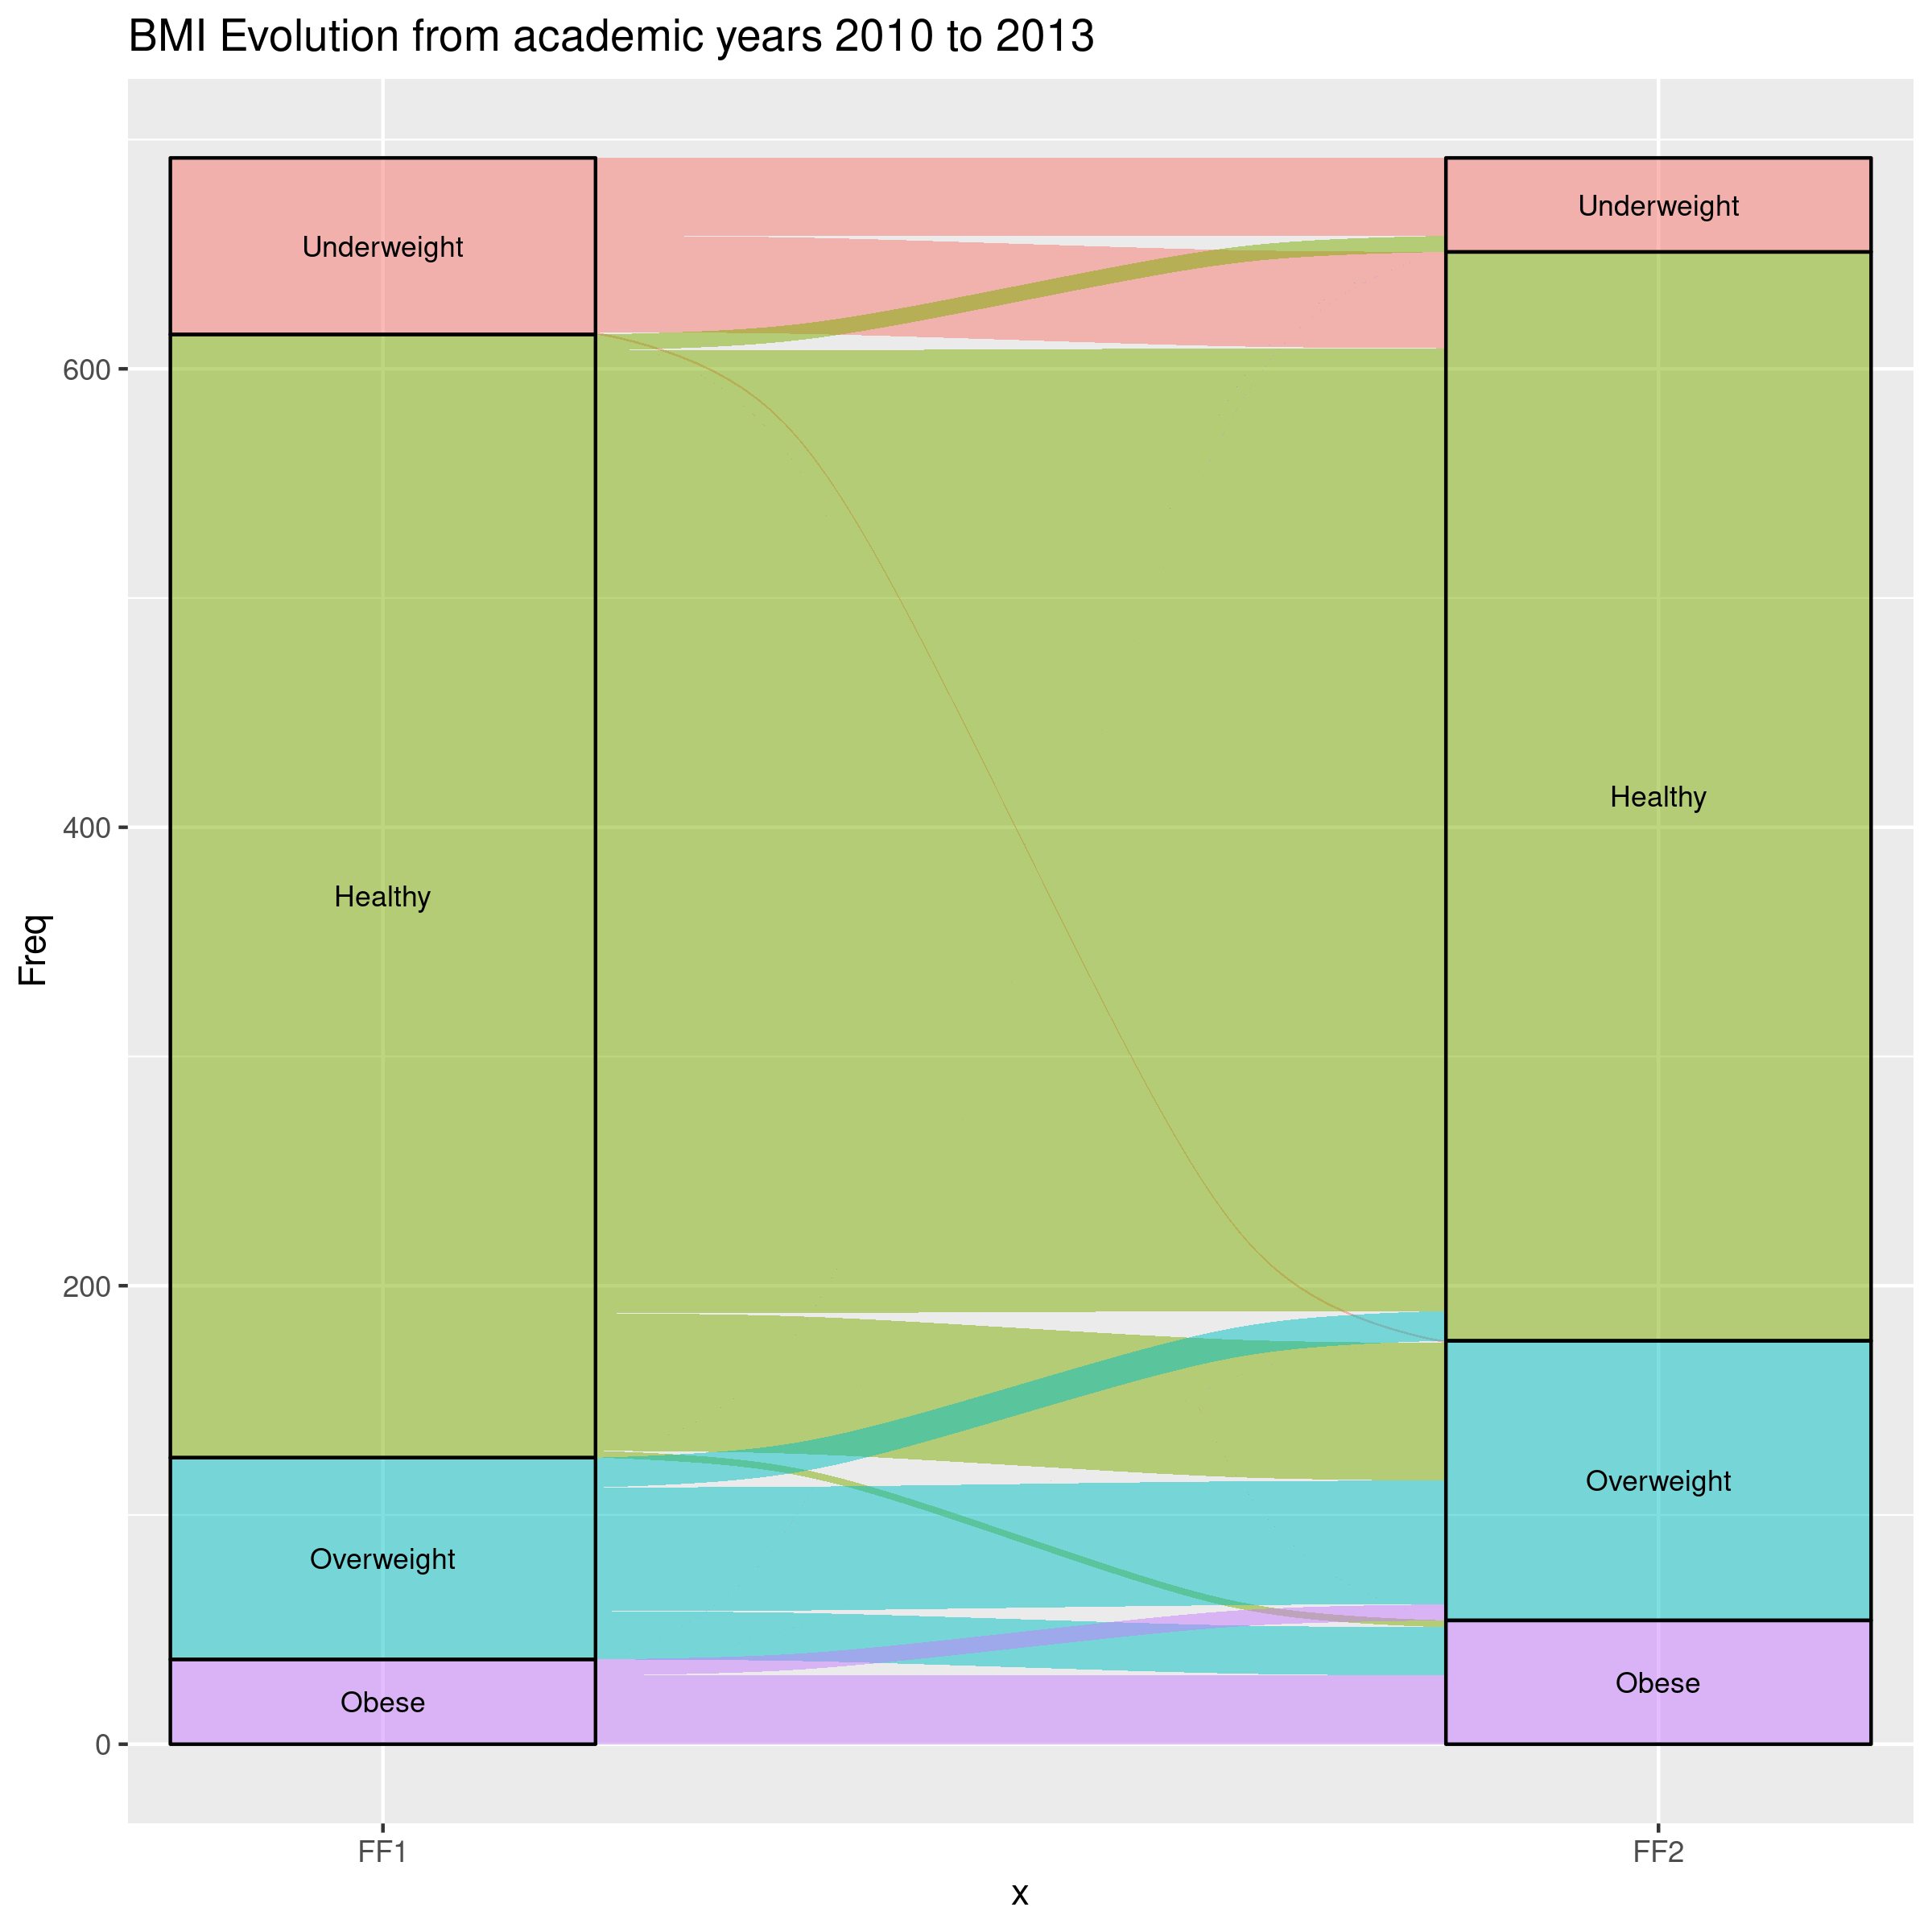 BMI Evolution from academic years 2010 to 2013
Underweight
Underweight
600
Healthy
400
Healthy
Freq
200
Overweight
Overweight
Obese
Obese
0
FF1
FF2
x